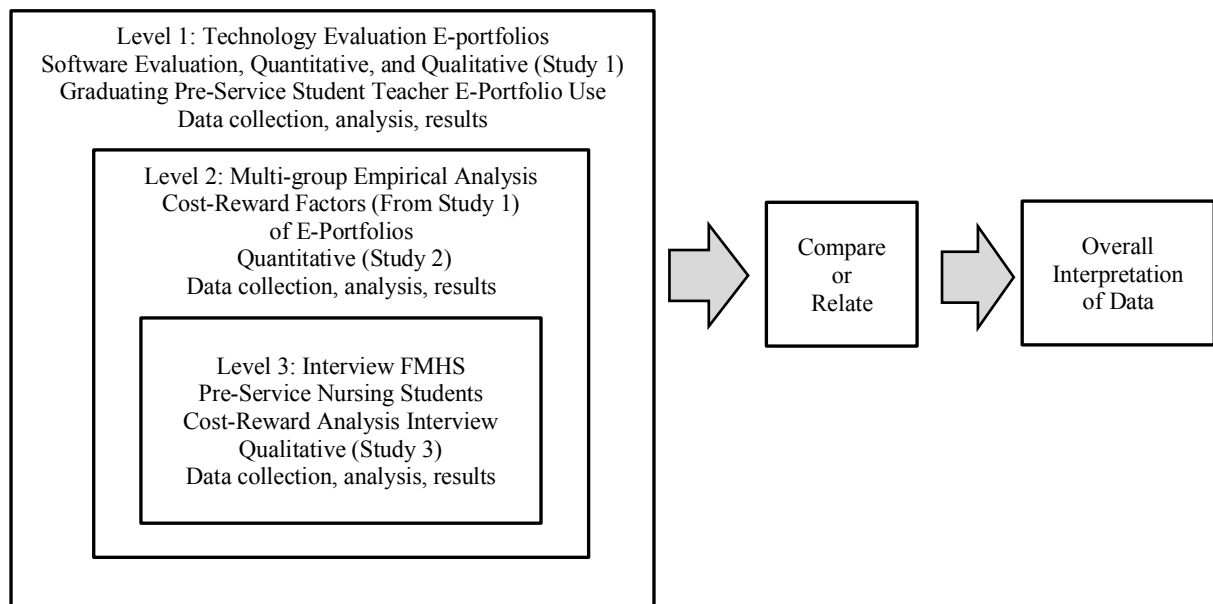 Level 1: Technology Evaluation E-portfolios
Software Evaluation, Quantitative, and Qualitative (Study 1)
Graduating Pre-Service Student Teacher E-Portfolio Use
Data collection, analysis, results
Level 2: Multi-group Empirical Analysis
Cost-Reward Factors (From Study 1)
of E-Portfolios
Quantitative (Study 2)
Data collection, analysis, results
Level 3: Interview FMHS
Pre-Service Nursing Students
Cost-Reward Analysis Interview
Qualitative (Study 3)
Data collection, analysis, results
Compare
or
Relate
Overall
Interpretation
of Data